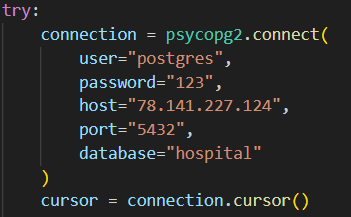 try:
    connection = psycopg2.connect(
        user="postgres",
        password="123",
        host="78.141.227.124",
        port="5432",
        database="hospital"
    )
    cursor = connection.cursor()